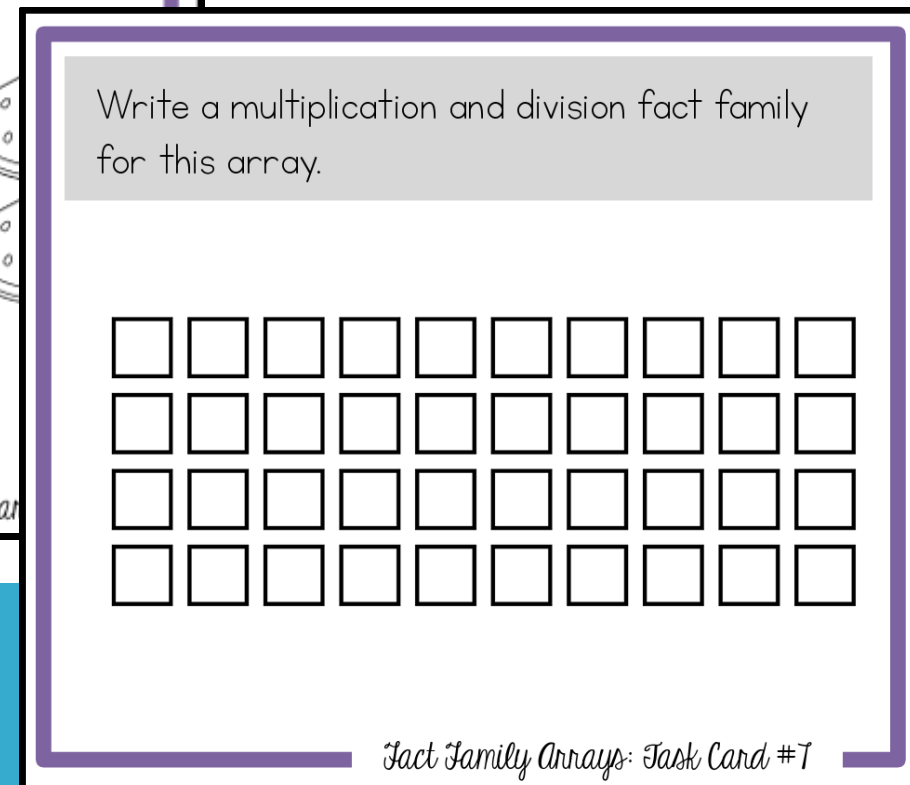 Write a multiplication and division fact family
for this array.
Fact Family Arrays: Task Card #7